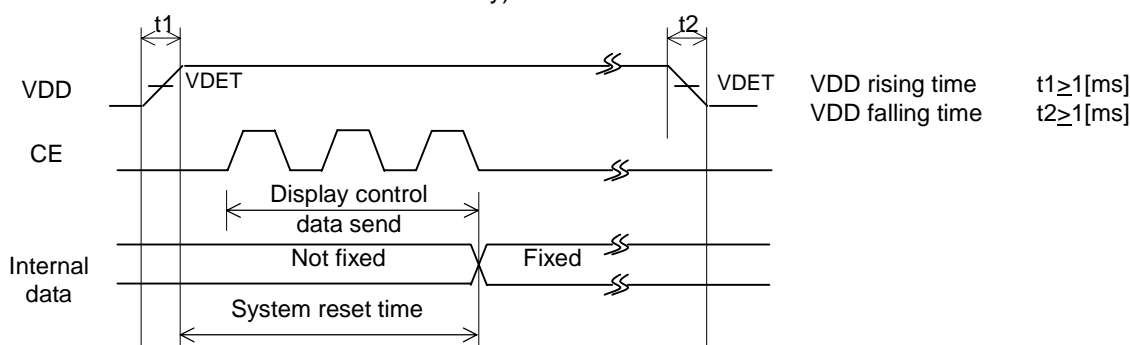 y,
t1
t2
VDD
VDET
VDET
VDD rising time t1≥1[ms]
VDD falling time t2≥1[ms]
CE
Display control
data send
Internal
data
Not fixed
Fixed
System reset time